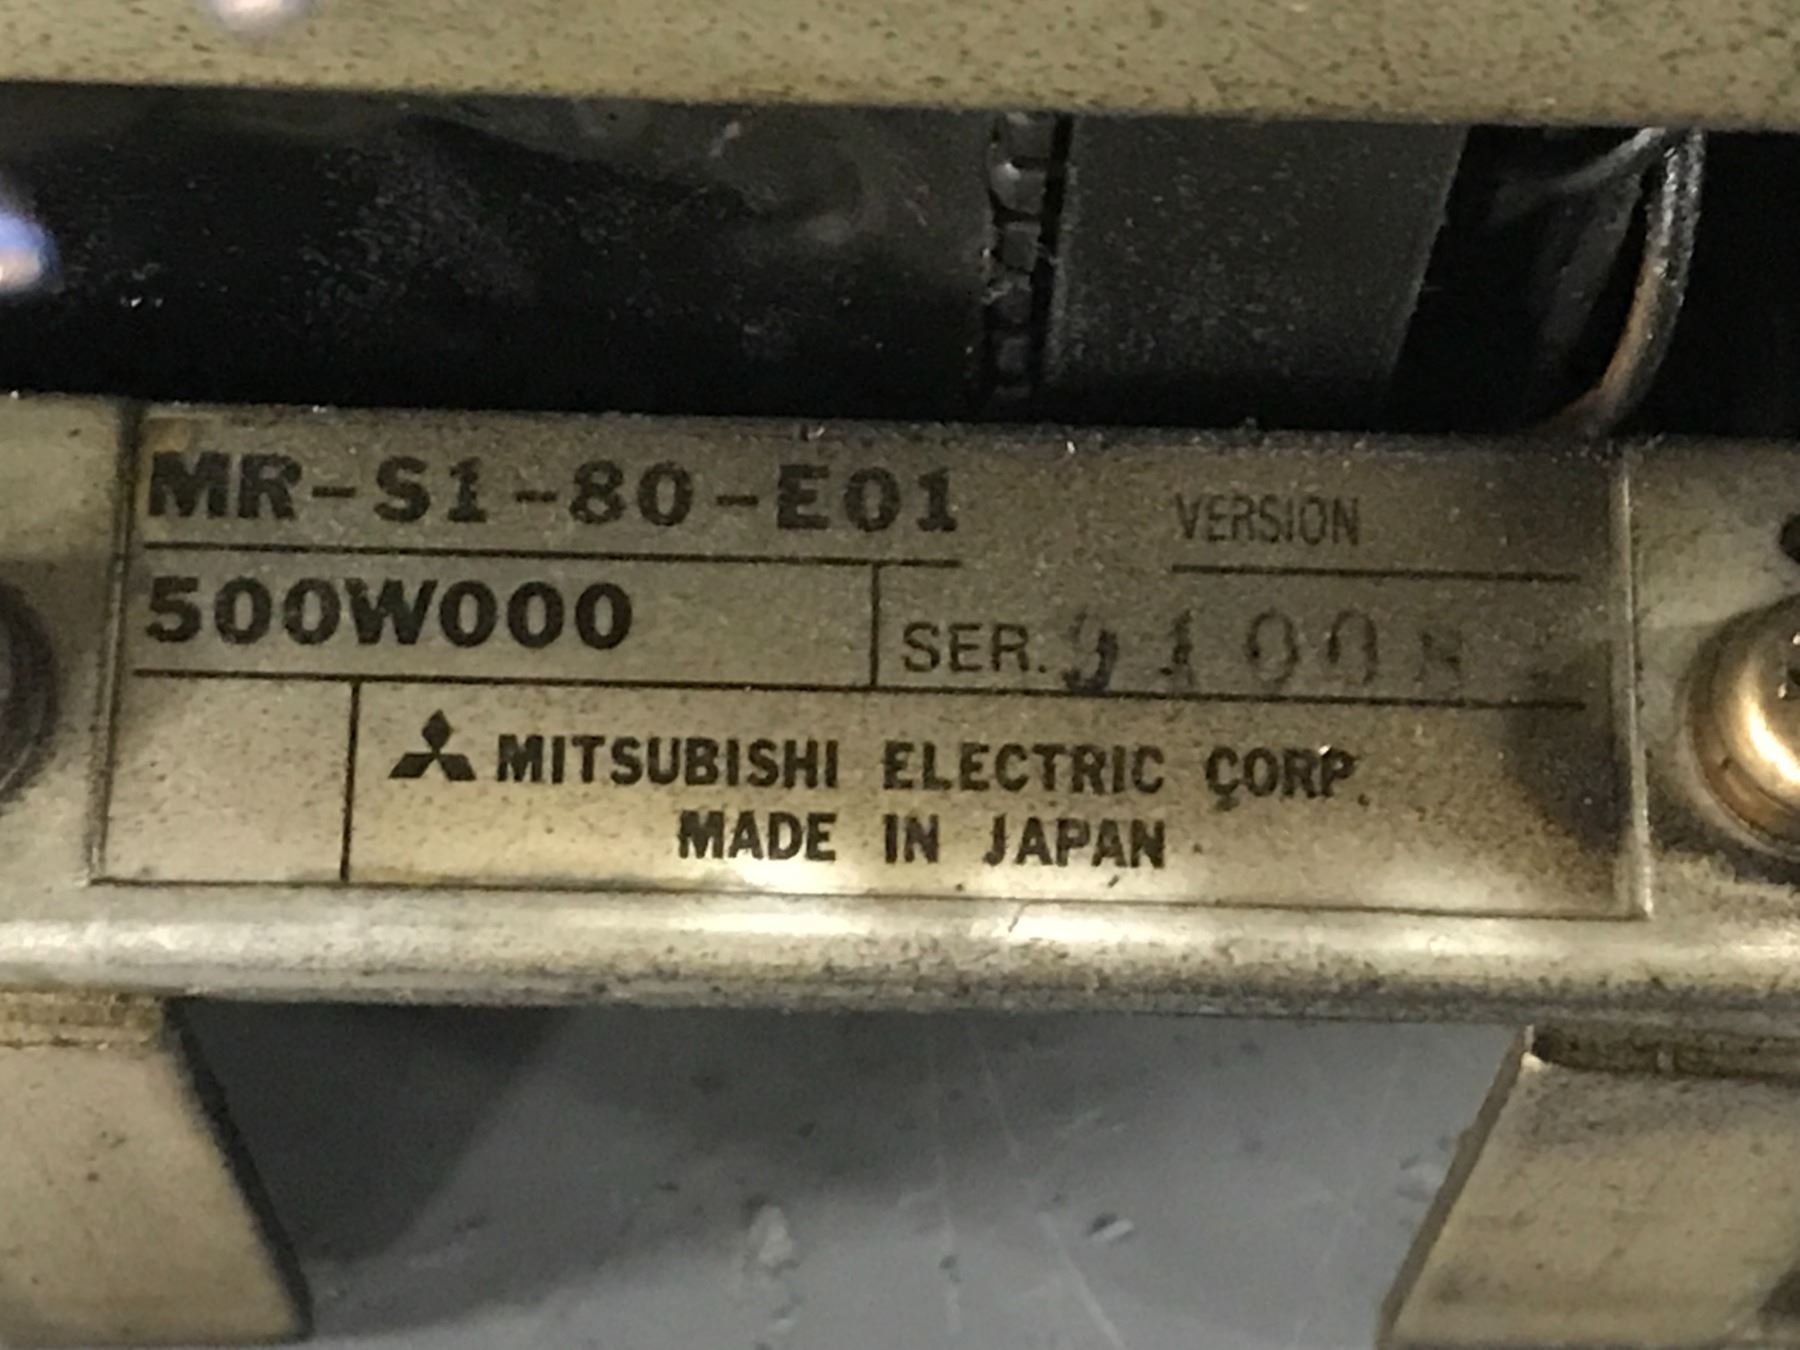 MR-S1-80-E01 VERSION
500W000 SER.
MITSUBISHI ELECTRIC CORP.
MADE IN JAPAN